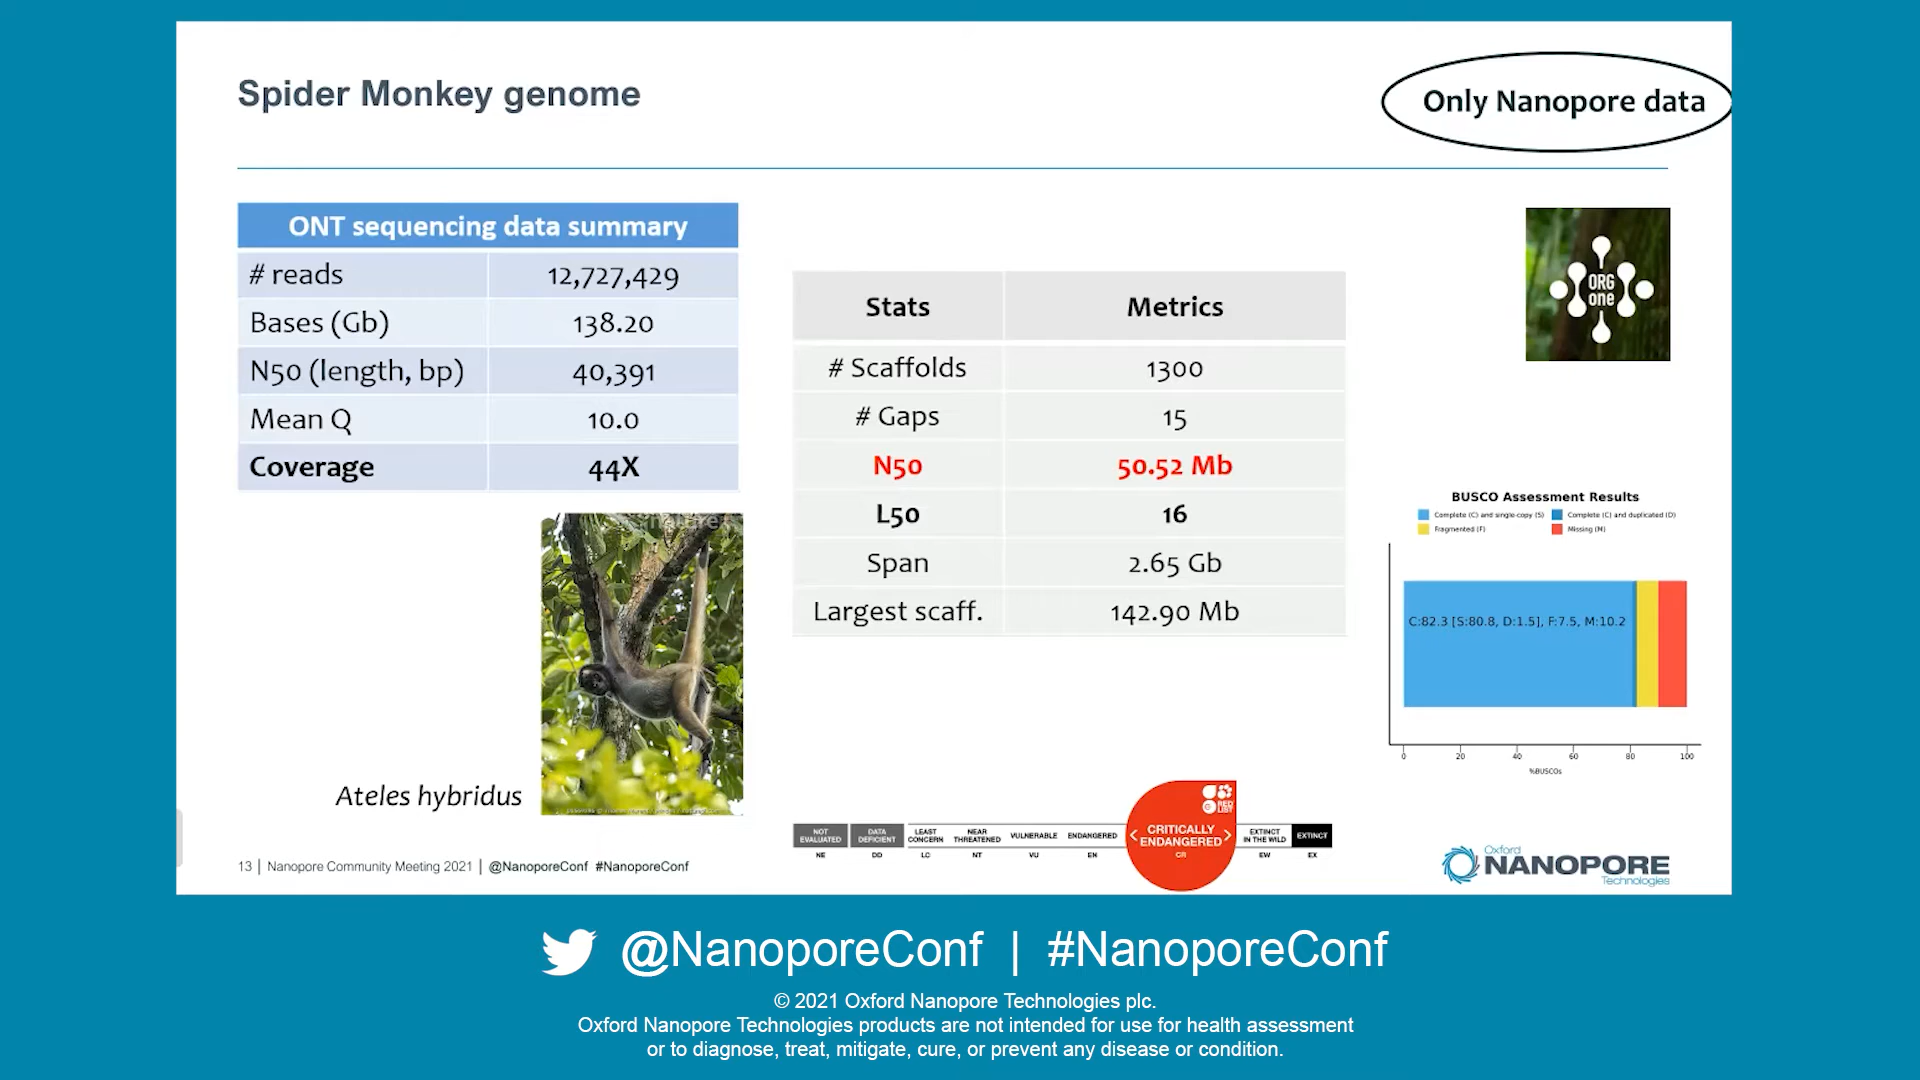 Spider Monkey genome
Only Nanopore data
ONT sequencing data summary
# reads 12,727,429
Bases (Gb) 138.20
N50 (length, bp) 40,391
Mean Q 10.0
Coverage 44X
Stats Metrics
# Scaffolds 1300
# Gaps 15
N50 50.52 Mb
L50 16
Span 2.65 Gb
Largest scaff. 142.90 Mb
ORG
one
BUSCO Assessment Results
Complete (C) and single-copy (S) Complete (C) and duplicated (D)
Fragmented (F) Missing (M)
C:82.3 [S:80.8, D:1.5], F:7.5, M:10.2
0 20 40 60 80 100
%BUSCOs
Ateles hybridus
RED
LIST
NOT EVALUATED
NE
DATA DEFICIENT
DD
LEAST CONCERN
LC
NEAR THREATENED
NT
VULNERABLE
VU
ENDANGERED
EN
< CRITICALLY ENDANGERED >
CR
EXTINCT IN THE WILD
EW
EXTINCT
EX
13 | Nanopore Community Meeting 2021 | @NanoporeConf #NanoporeConf
Oxford
NANOPORE
Technologies
@NanoporeConf | #NanoporeConf
© 2021 Oxford Nanopore Technologies plc.
Oxford Nanopore Technologies products are not intended for use for health assessment
or to diagnose, treat, mitigate, cure, or prevent any disease or condition.